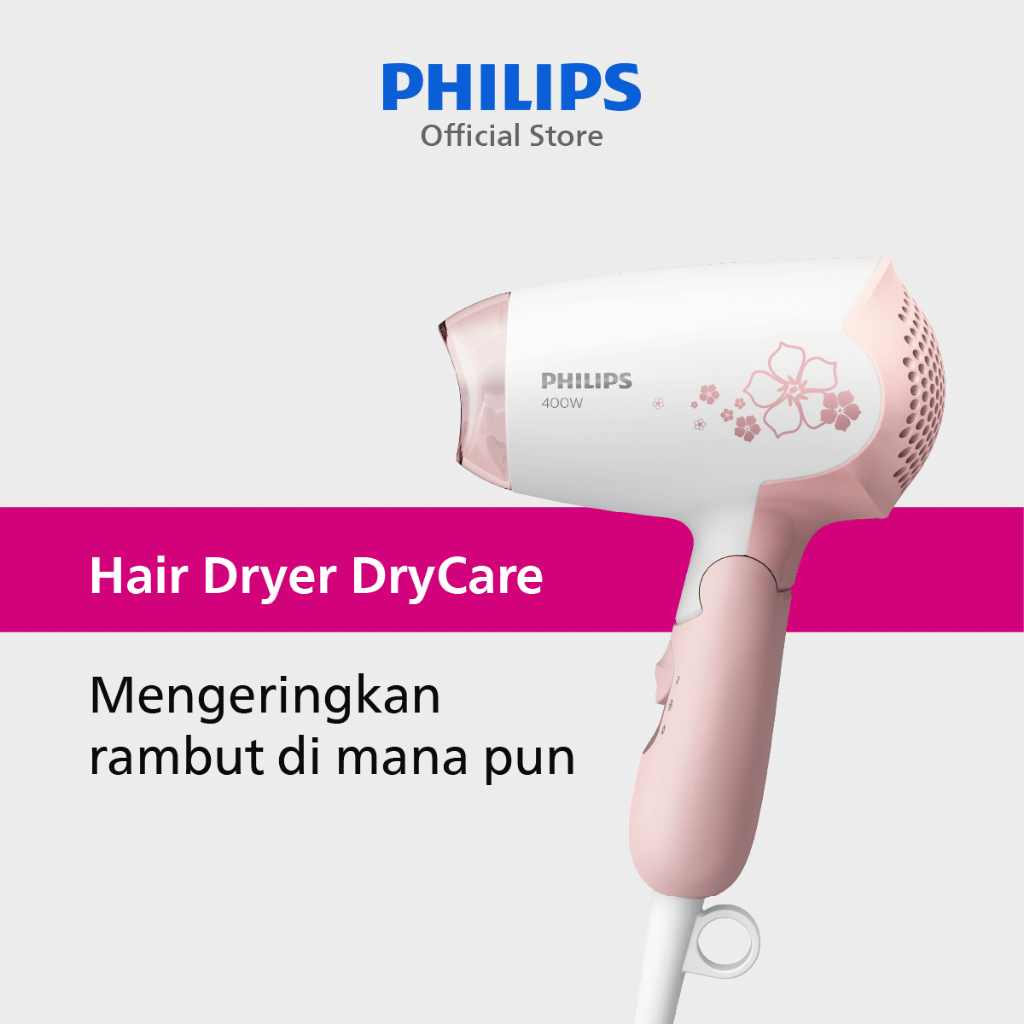 PHILIPS
Official Store
PHILIPS
400W
Hair Dryer DryCare
Mengeringkan
rambut di mana pun